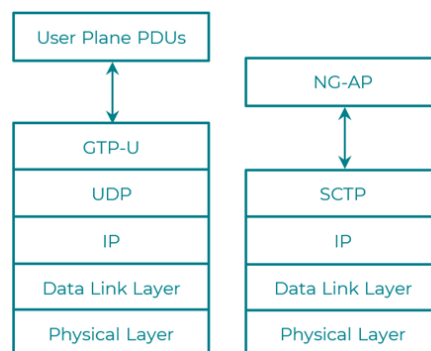 User Plane PDUs
GTP-U
UDP
IP
Data Link Layer
Physical Layer
NG-AP
SCTP
IP
Data Link Layer
Physical Layer